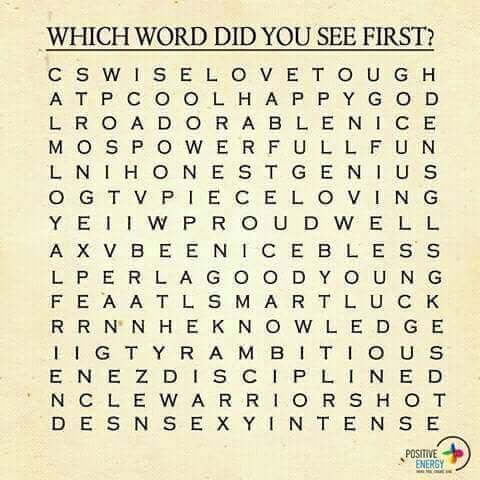 WHICH WORD DID YOU SEE FIRST?
C S W I S E L O V E T O U G H
A T P C O O L H A P P Y G O D
L R O A D O R A B L E N I C E
M O S P O W E R F U L L F U N
L N I H O N E S T G E N I U S
O G T V P I E C E L O V I N G
Y E I I W P R O U D W E L L
A X V B E E N I C E B L E S S
L P E R L A G O O D Y O U N G
F E A A T L S M A R T L U C K
R R N N H E K N O W L E D G E
I I G T Y R A M B I T I O U S
E N E Z D I S C I P L I N E D
N C L E W A R R I O R S H O T
D E S N S E X Y I N T E N S E
POSITIVE
ENERGY